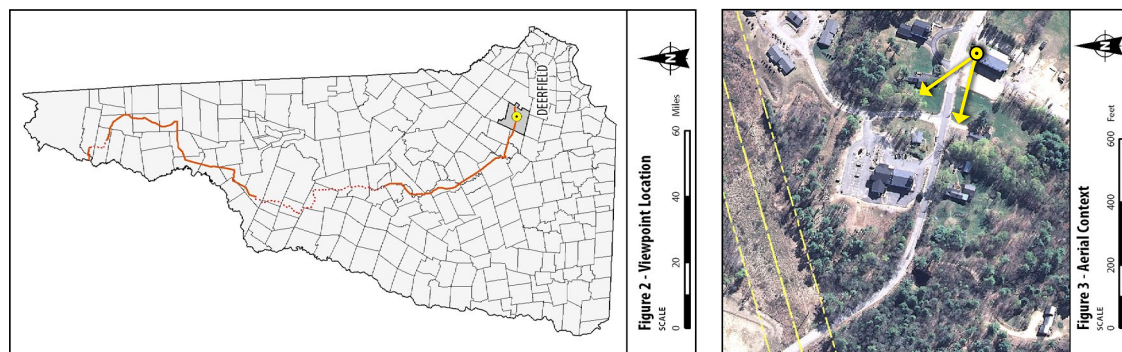 DEERFIELD
N
Miles
60
40
20
0
SCALE
Figure 2 - Viewpoint Location
N
Feet
600
400
200
0
SCALE
Figure 3 - Aerial Context